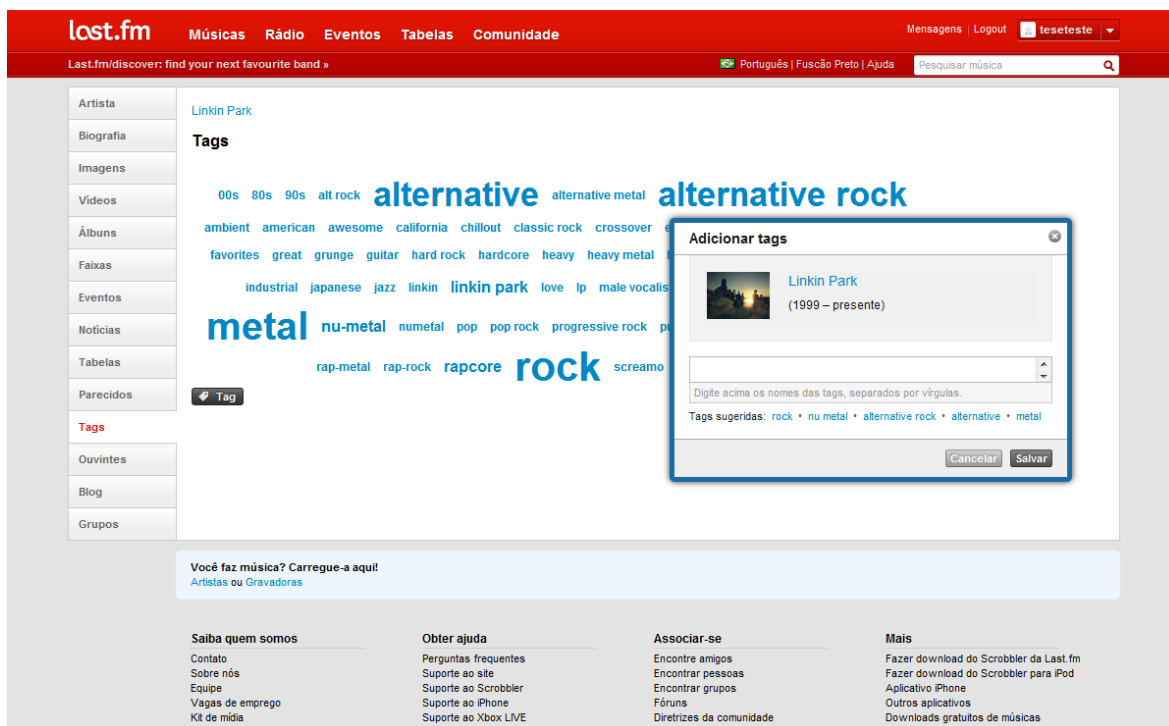 last.fm
Músicas Rádio Eventos Tabelas Comunidade
Mensagens | Logout teseteste
Last.fm/discover: find your next favourite band »
Português | Fuscão Preto | Ajuda
Pesquisar música
Artista
Biografia
Imagens
Vídeos
Álbuns
Faixas
Eventos
Notícias
Tabelas
Parecidos
Tags
Ouvintes
Blog
Grupos
Linkin Park
Tags
00s 80s 90s alt rock alternative alternative metal alternative rock
ambient american awesome california chillout classic rock crossover
favorites great grunge guitar hard rock hardcore heavy heavy metal
industrial japanese jazz linkin linkin park love lp male
metal nu-metal numetal pop pop rock progressive rock
rap-metal rap-rock rapcore rock screamo
Tag
Adicionar tags
Linkin Park
(1999 – presente)
Digite acima os nomes das tags, separados por vírgulas.
Tags sugeridas: rock • nu metal • alternative rock • alternative • metal
Cancelar Salvar
Você faz música? Carregue-a aqui!
Artistas ou Gravadoras
Saiba quem somos
Contato
Sobre nós
Equipe
Vagas de emprego
Kit de mídia
Obter ajuda
Perguntas frequentes
Suporte ao site
Suporte ao Scrobbler
Suporte ao iPhone
Suporte ao Xbox LIVE
Associar-se
Encontre amigos
Encontrar pessoas
Encontrar grupos
Fóruns
Diretrizes da comunidade
Mais
Fazer download do Scrobbler da Last.fm
Fazer download do Scrobbler para iPod
Aplicativo iPhone
Outros aplicativos
Downloads gratuitos de músicas